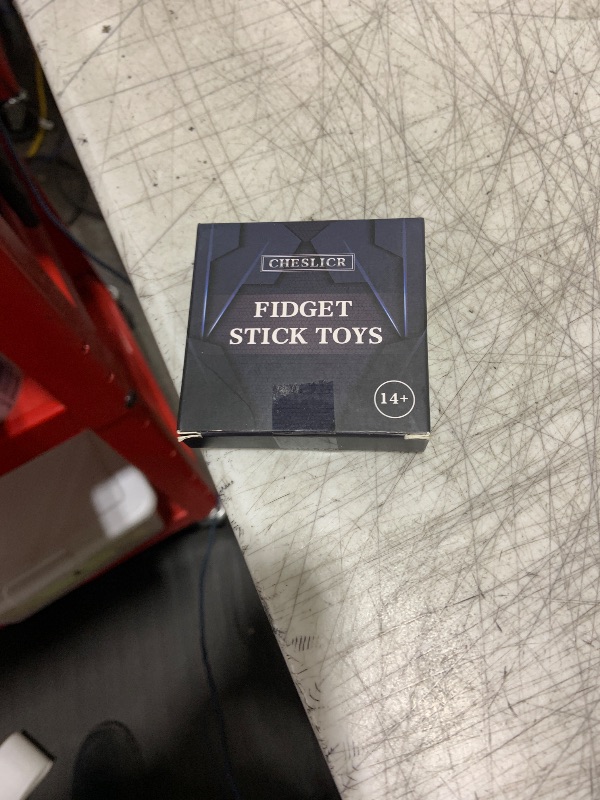 CHESLICR
FIDGET
STICK TOYS
14+